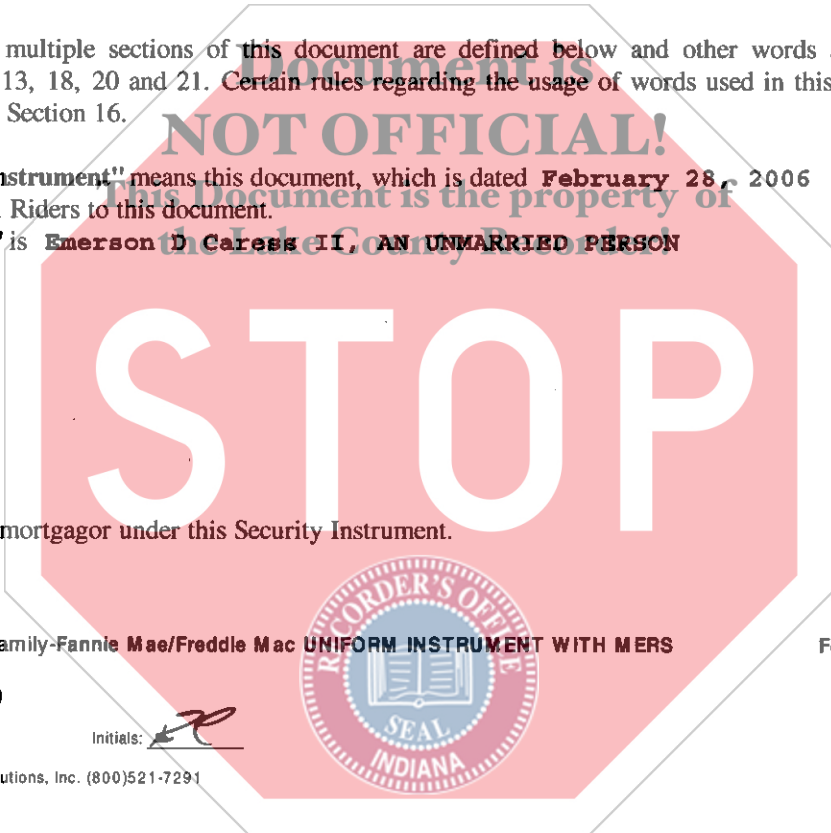 multiple sections of this document are defined below and other words
13, 18, 20 and 21. Certain rules regarding the usage of words used in this
Section 16.
Document is
NOT OFFICIAL!
nstrument" means this document, which is dated February 28, 2006
This Document is the property of
Riders to this document.
the Lake County Recorder!
" is Emerson D Caress II, AN UNMARRIED PERSON
STOP
mortgagor under this Security Instrument.
RECORDER'S OFFICE
SEAL
INDIANA
amily-Fannie Mae/Freddie Mac UNIFORM INSTRUMENT WITH MERS
Initials:
utions, Inc. (800)521-7291